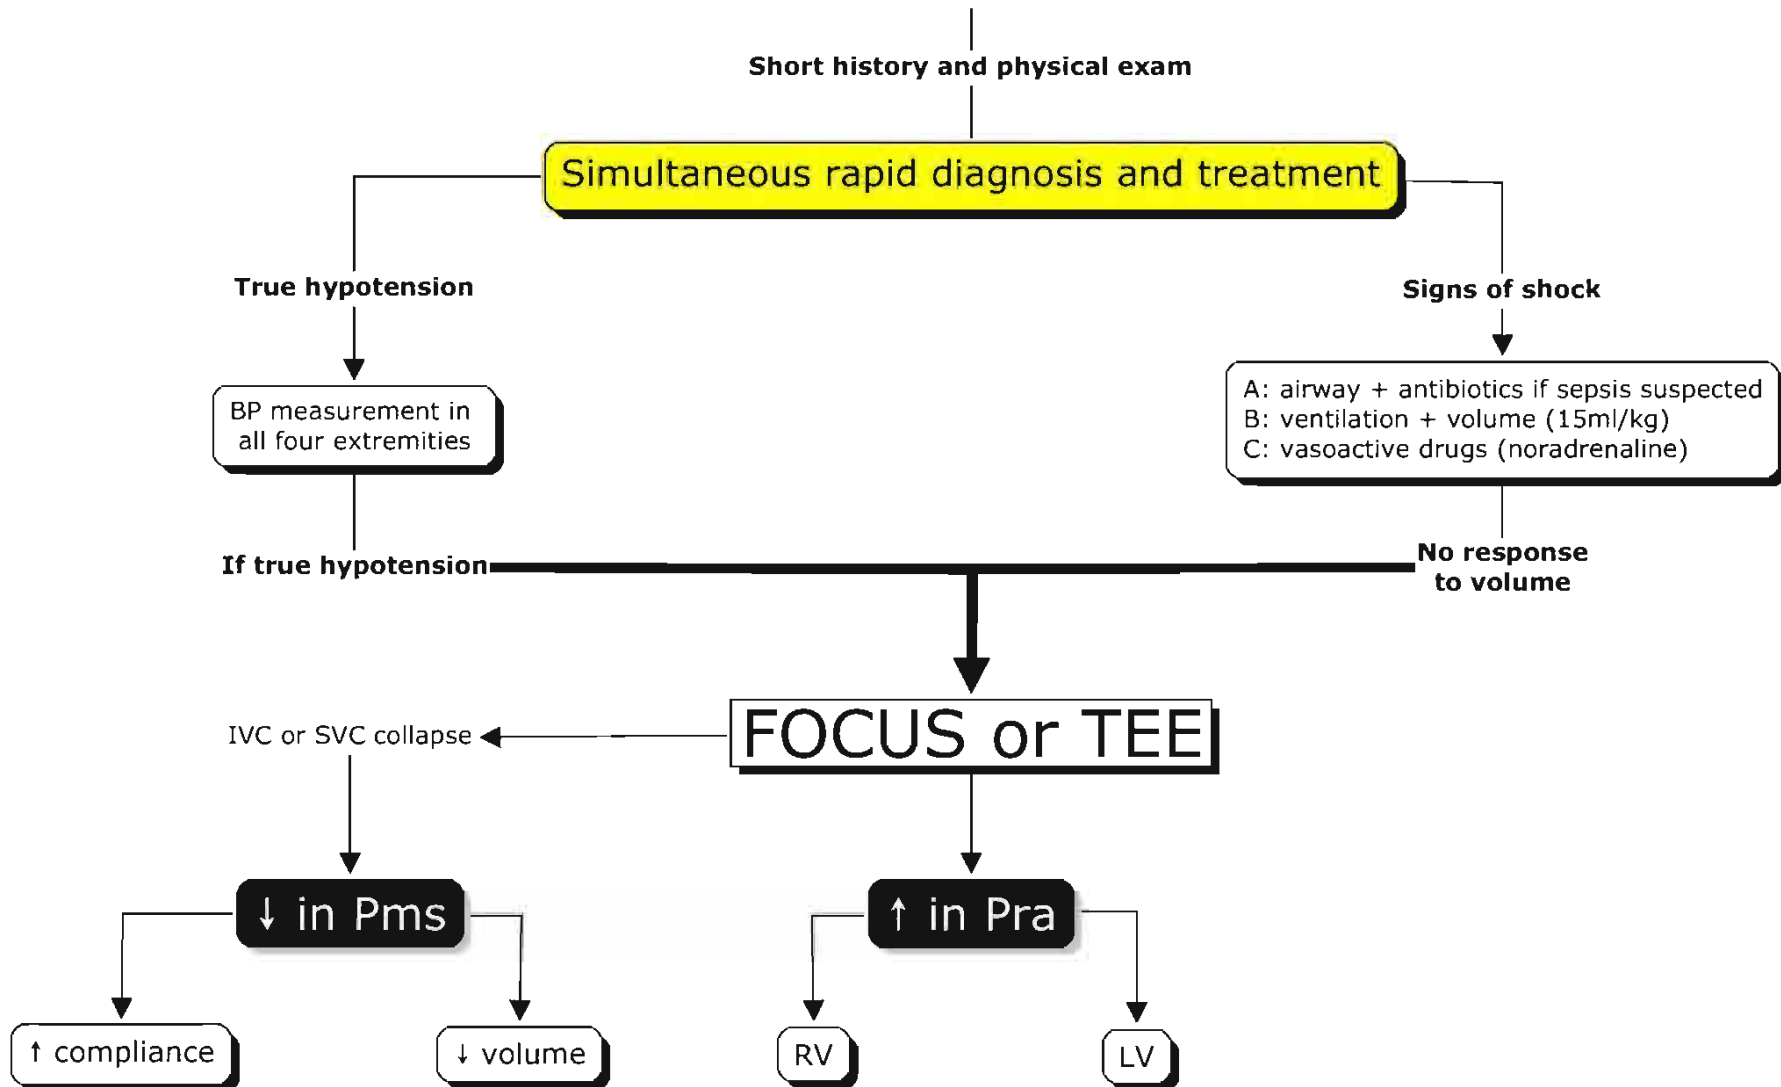 Short history and physical exam
Simultaneous rapid diagnosis and treatment
True hypotension
Signs of shock
BP measurement in
all four extremities
A: airway + antibiotics if sepsis suspected
B: ventilation + volume (15ml/kg)
C: vasoactive drugs (noradrenaline)
If true hypotension
No response
to volume
FOCUS or TEE
IVC or SVC collapse
↓ in Pms
↑ in Pra
↑ compliance
↓ volume
RV
LV